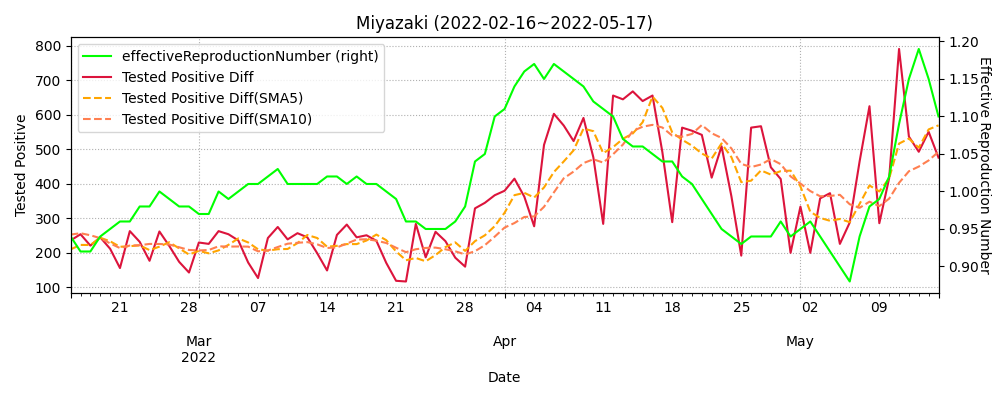 Miyazaki (2022-02-16~2022-05-17)
effectiveReproductionNumber (right)
Tested Positive Diff
Tested Positive Diff(SMA5)
Tested Positive Diff(SMA10)
Tested Positive
800
700
600
500
400
300
200
100
1.20
1.15
1.10
1.05
1.00
0.95
0.90
Effective Reproduction Number
21 28 07 14 21 28 04 11 18 25 02 09
Mar Apr May
2022
Date